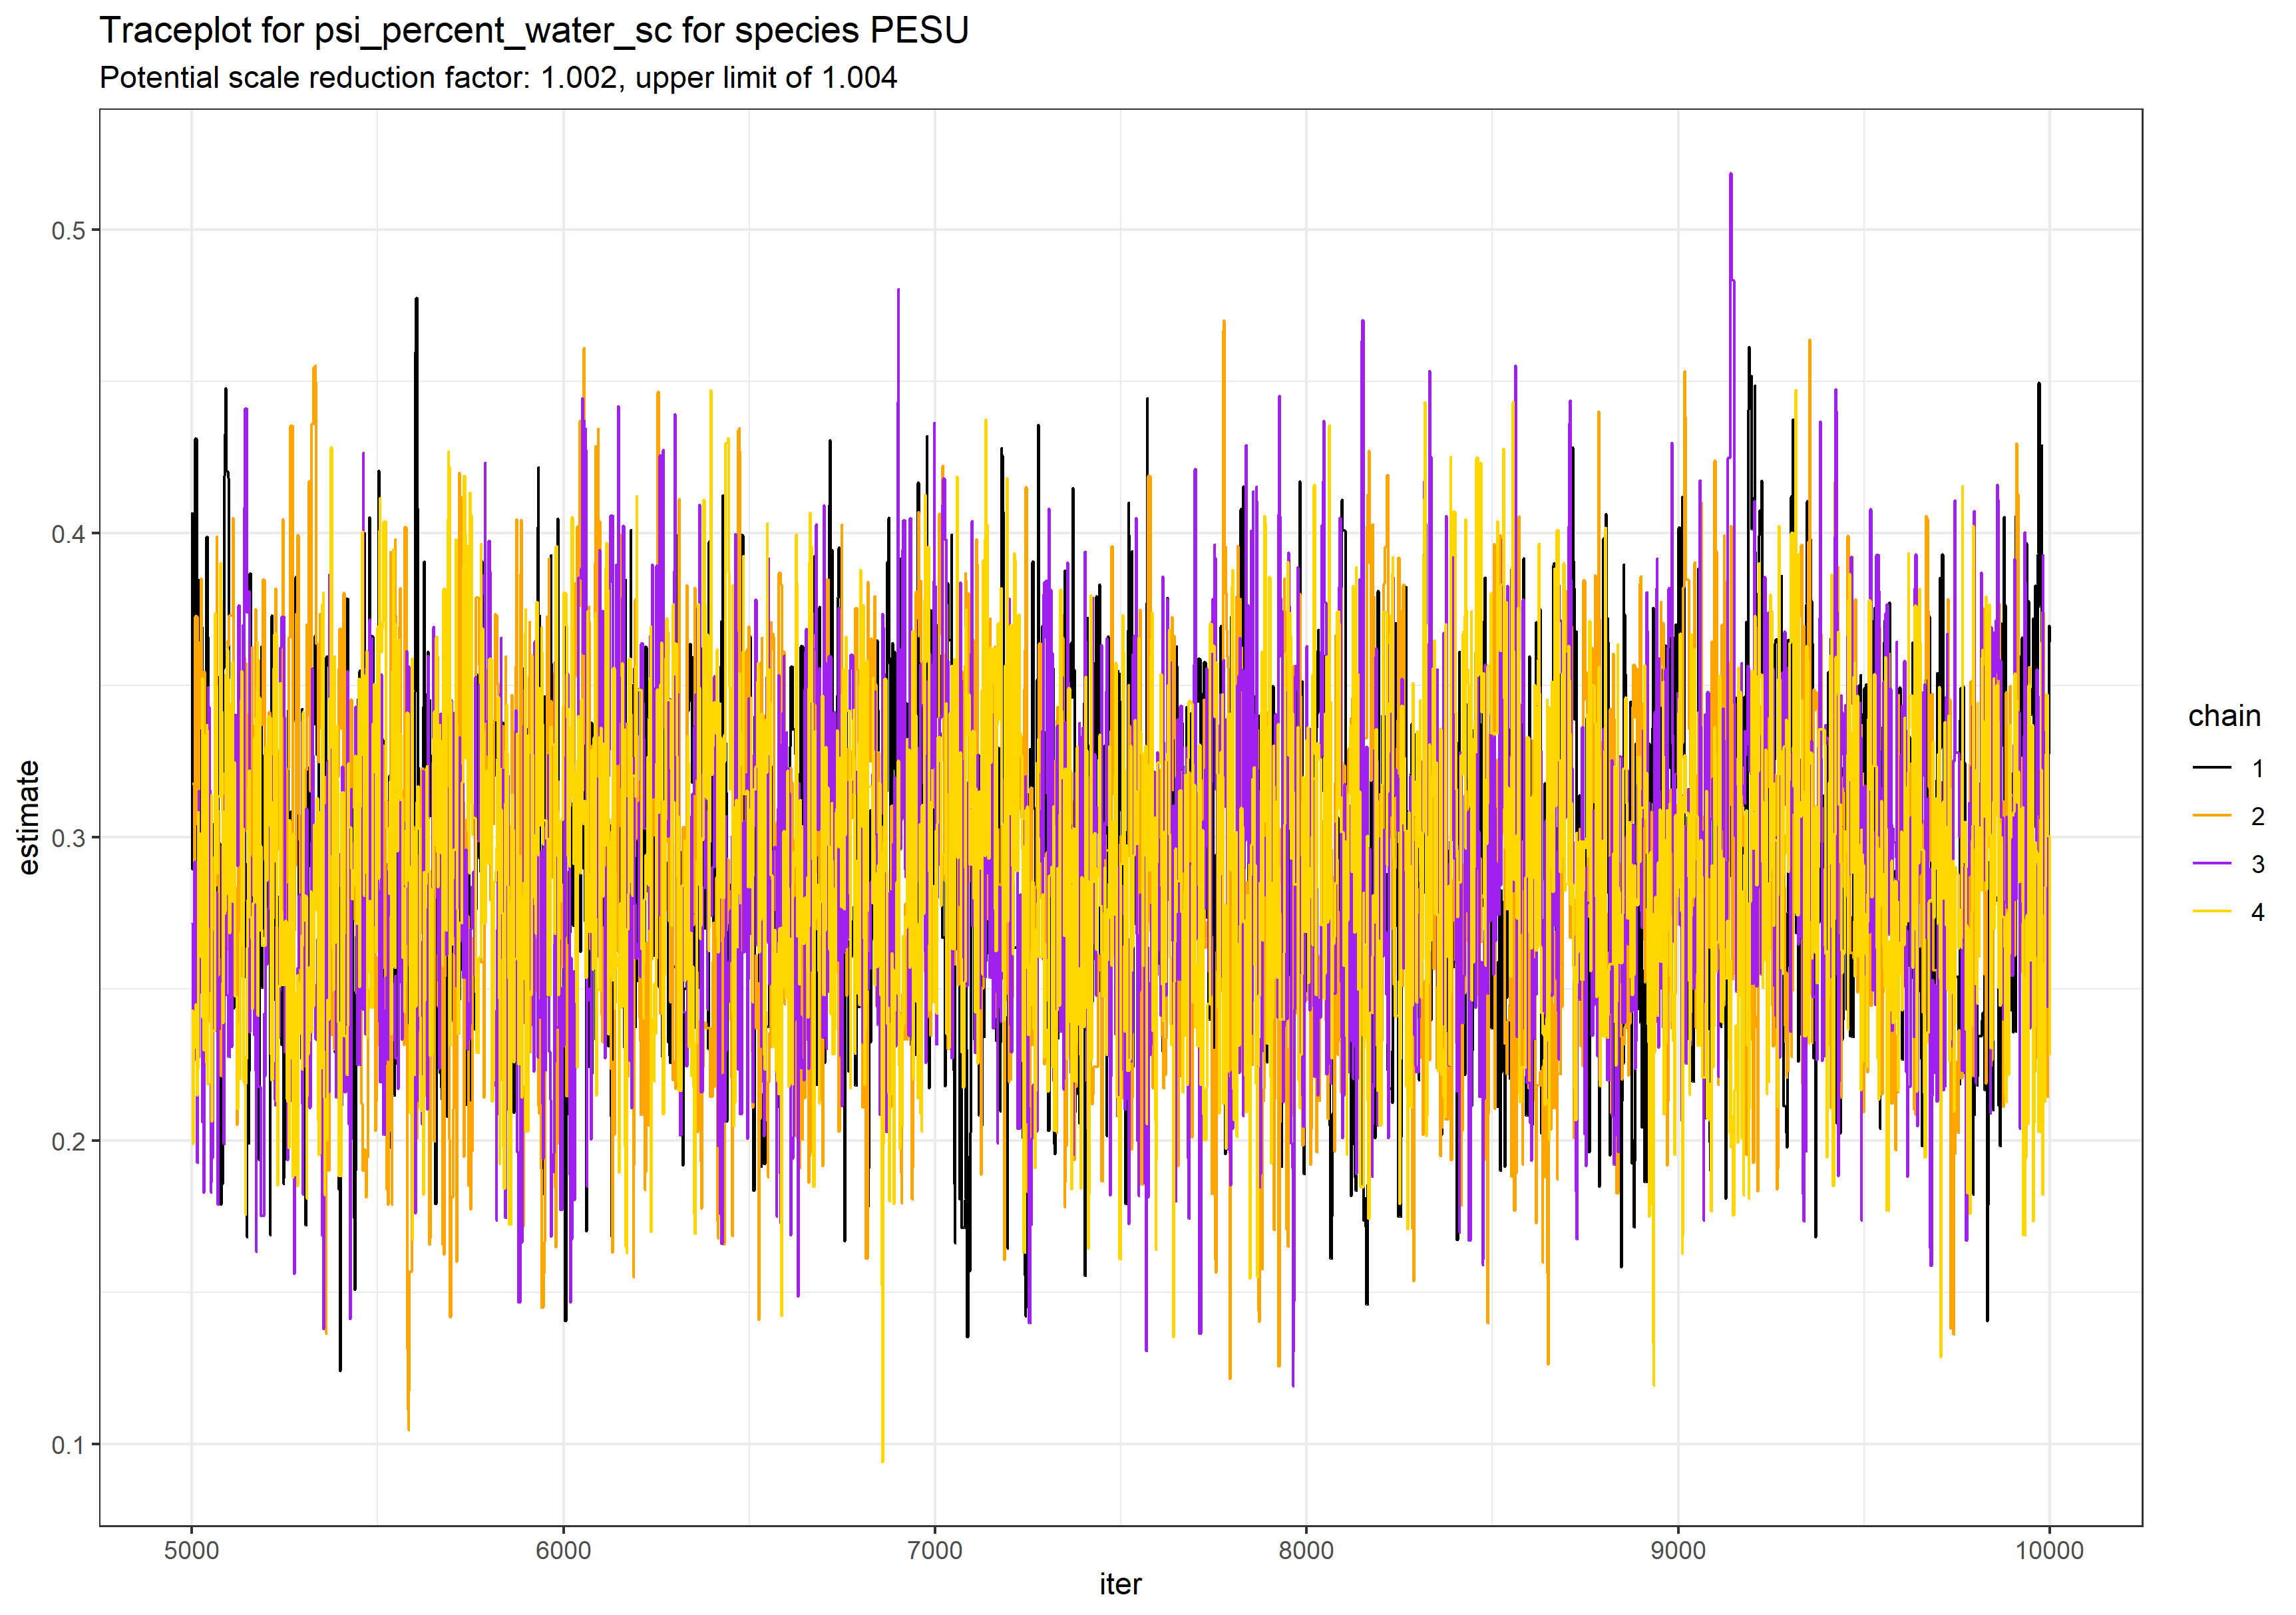 Traceplot for psi_percent_water_sc for species PESU
Potential scale reduction factor: 1.002, upper limit of 1.004
0.5
0.4
0.3
0.2
0.1
estimate
5000 6000 7000 8000 9000 10000
iter
chain
1
2
3
4